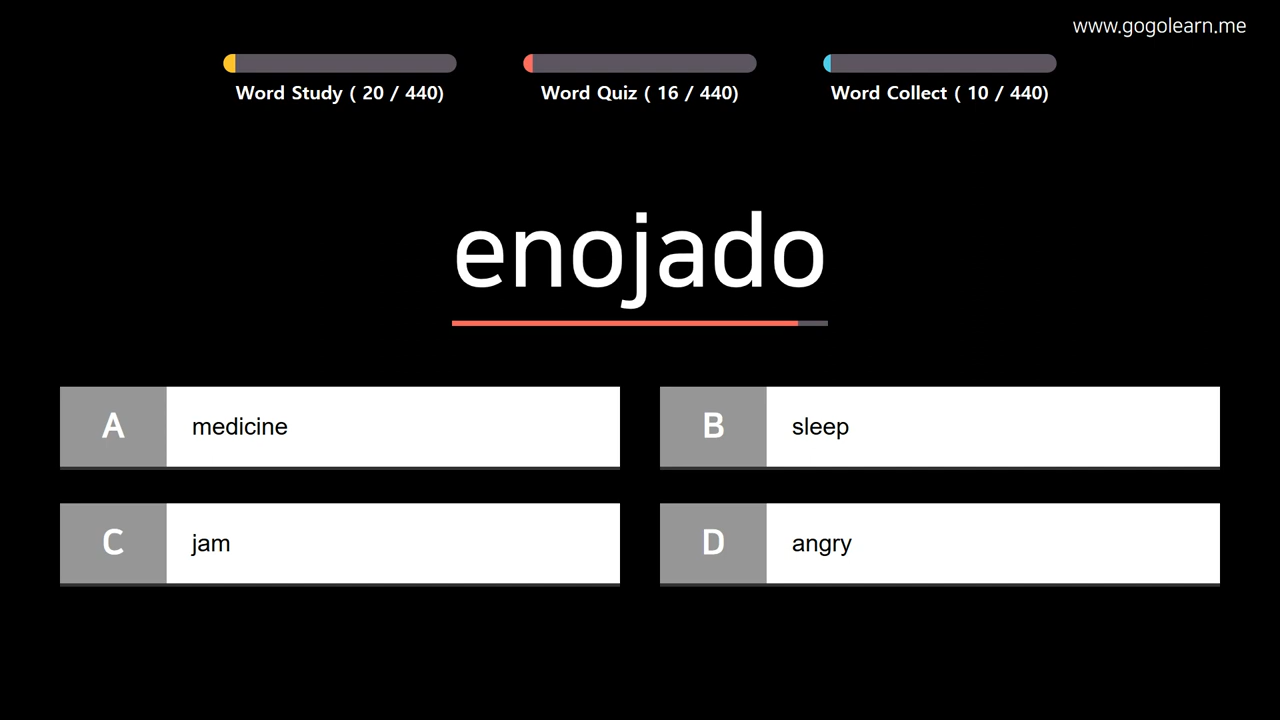 www.gogolearn.me
Word Study ( 20 / 440)
Word Quiz ( 16 / 440)
Word Collect ( 10 / 440)
enojado
A medicine
B sleep
C jam
D angry